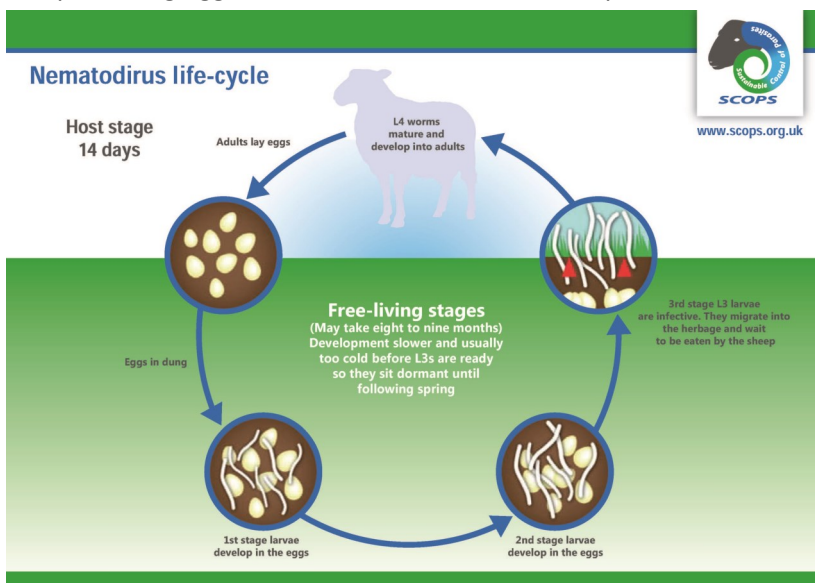 Nematodirus life-cycle
Sustainable Control of Parasites
SCOPS
www.scops.org.uk
Host stage
14 days
Adults lay eggs
L4 worms
mature and
develop into adults
Free-living stages
(May take eight to nine months)
Development slower and usually
too cold before L3s are ready
so they sit dormant until
following spring
3rd stage L3 larvae
are infective. They migrate into
the herbage and wait
to be eaten by the sheep
Eggs in dung
1st stage larvae
develop in the eggs
2nd stage larvae
develop in the eggs